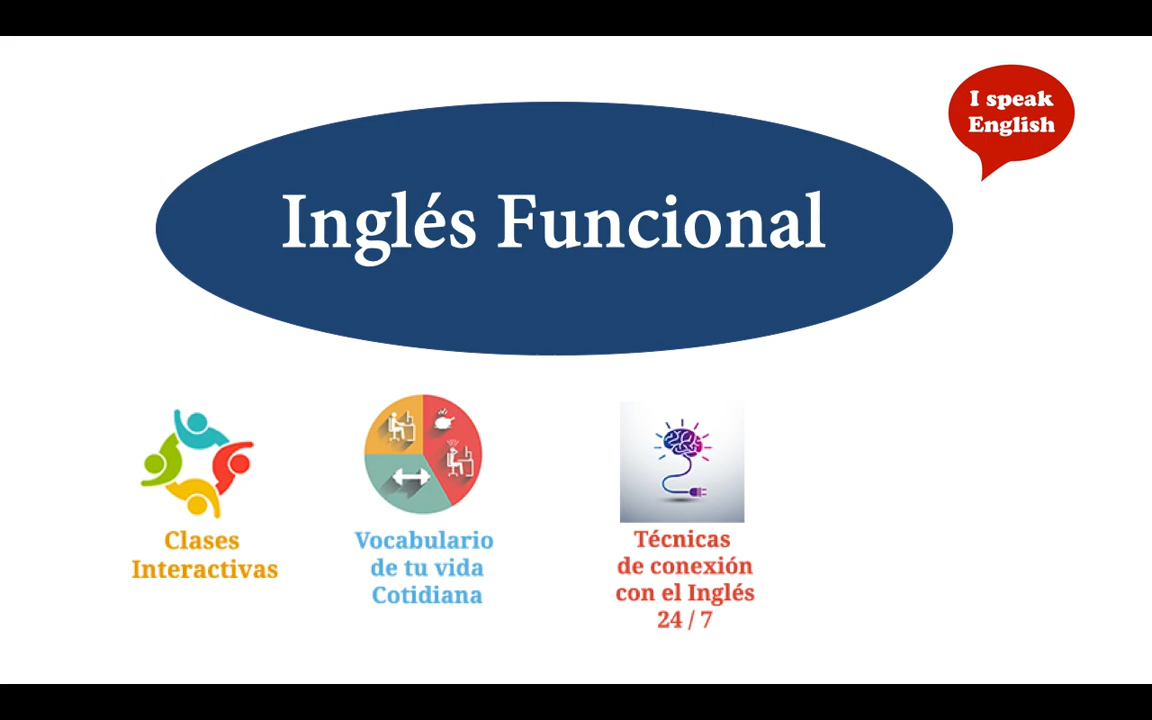 I speak
English
Inglés Funcional
Clases
Interactivas
Vocabulario
de tu vida
Cotidiana
Técnicas
de conexión
con el Inglés
24 / 7